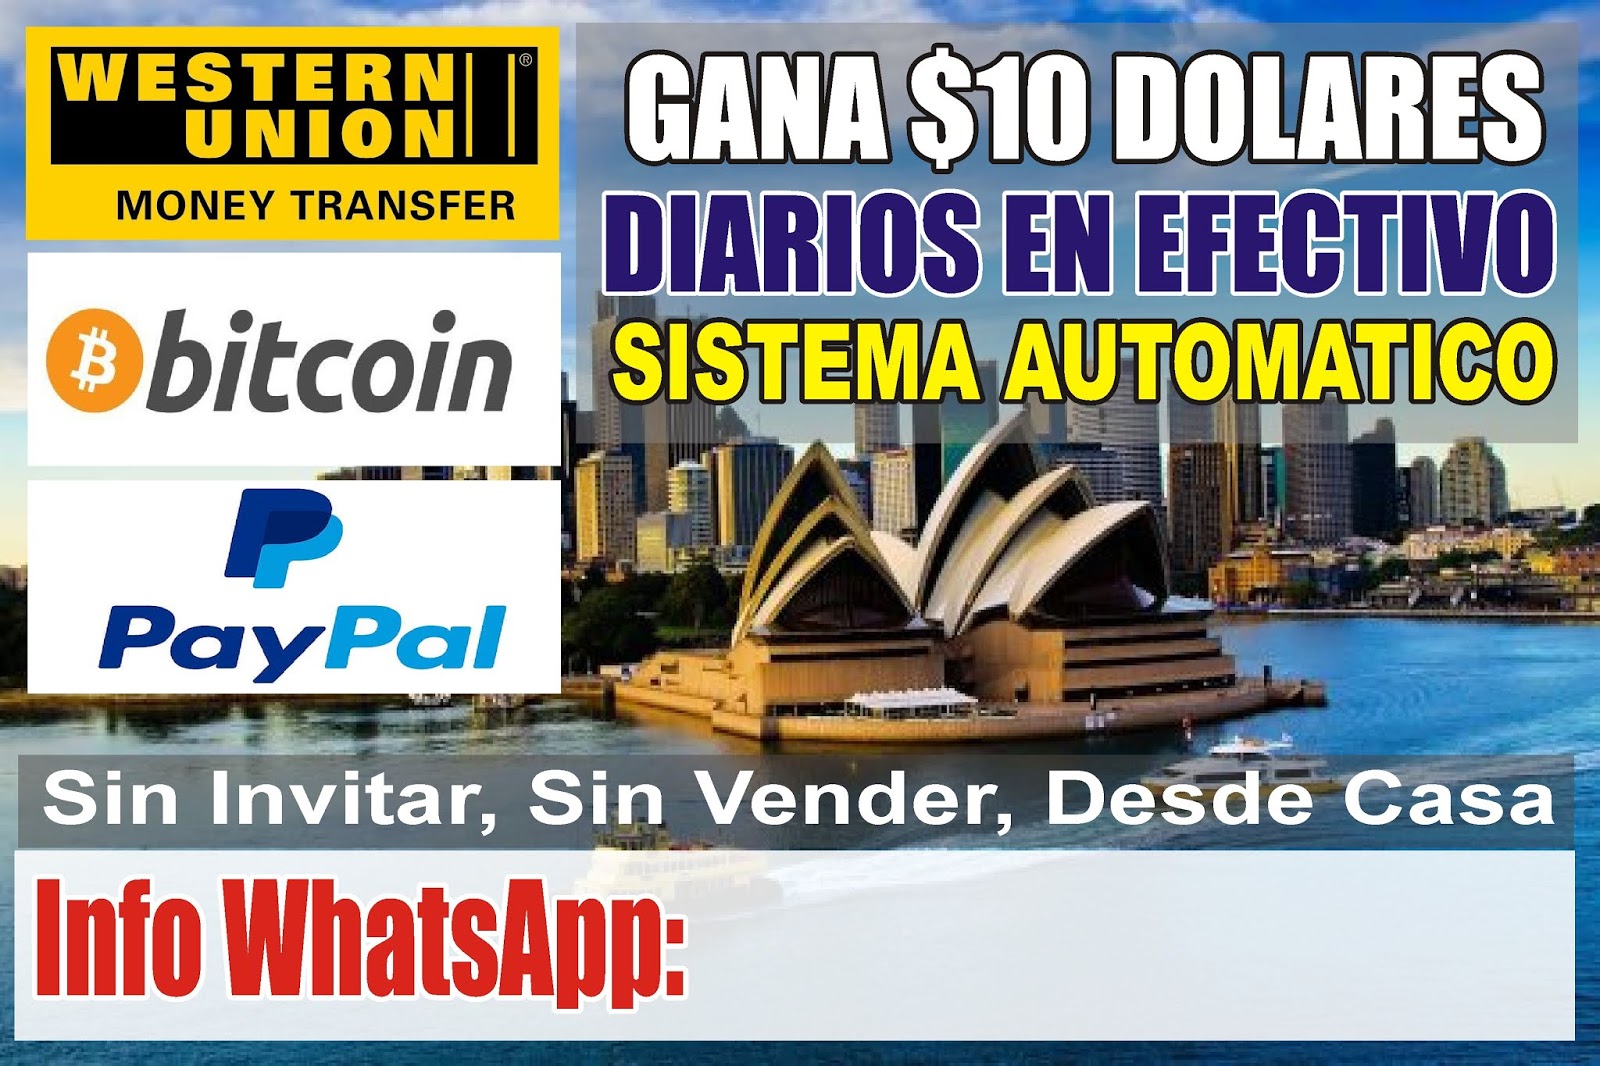 WESTERN
UNION ®
MONEY TRANSFER
bitcoin
PayPal
GANA $10 DOLARES
DIARIOS EN EFECTIVO
SISTEMA AUTOMATICO
Sin Invitar, Sin Vender, Desde Casa
Info WhatsApp: